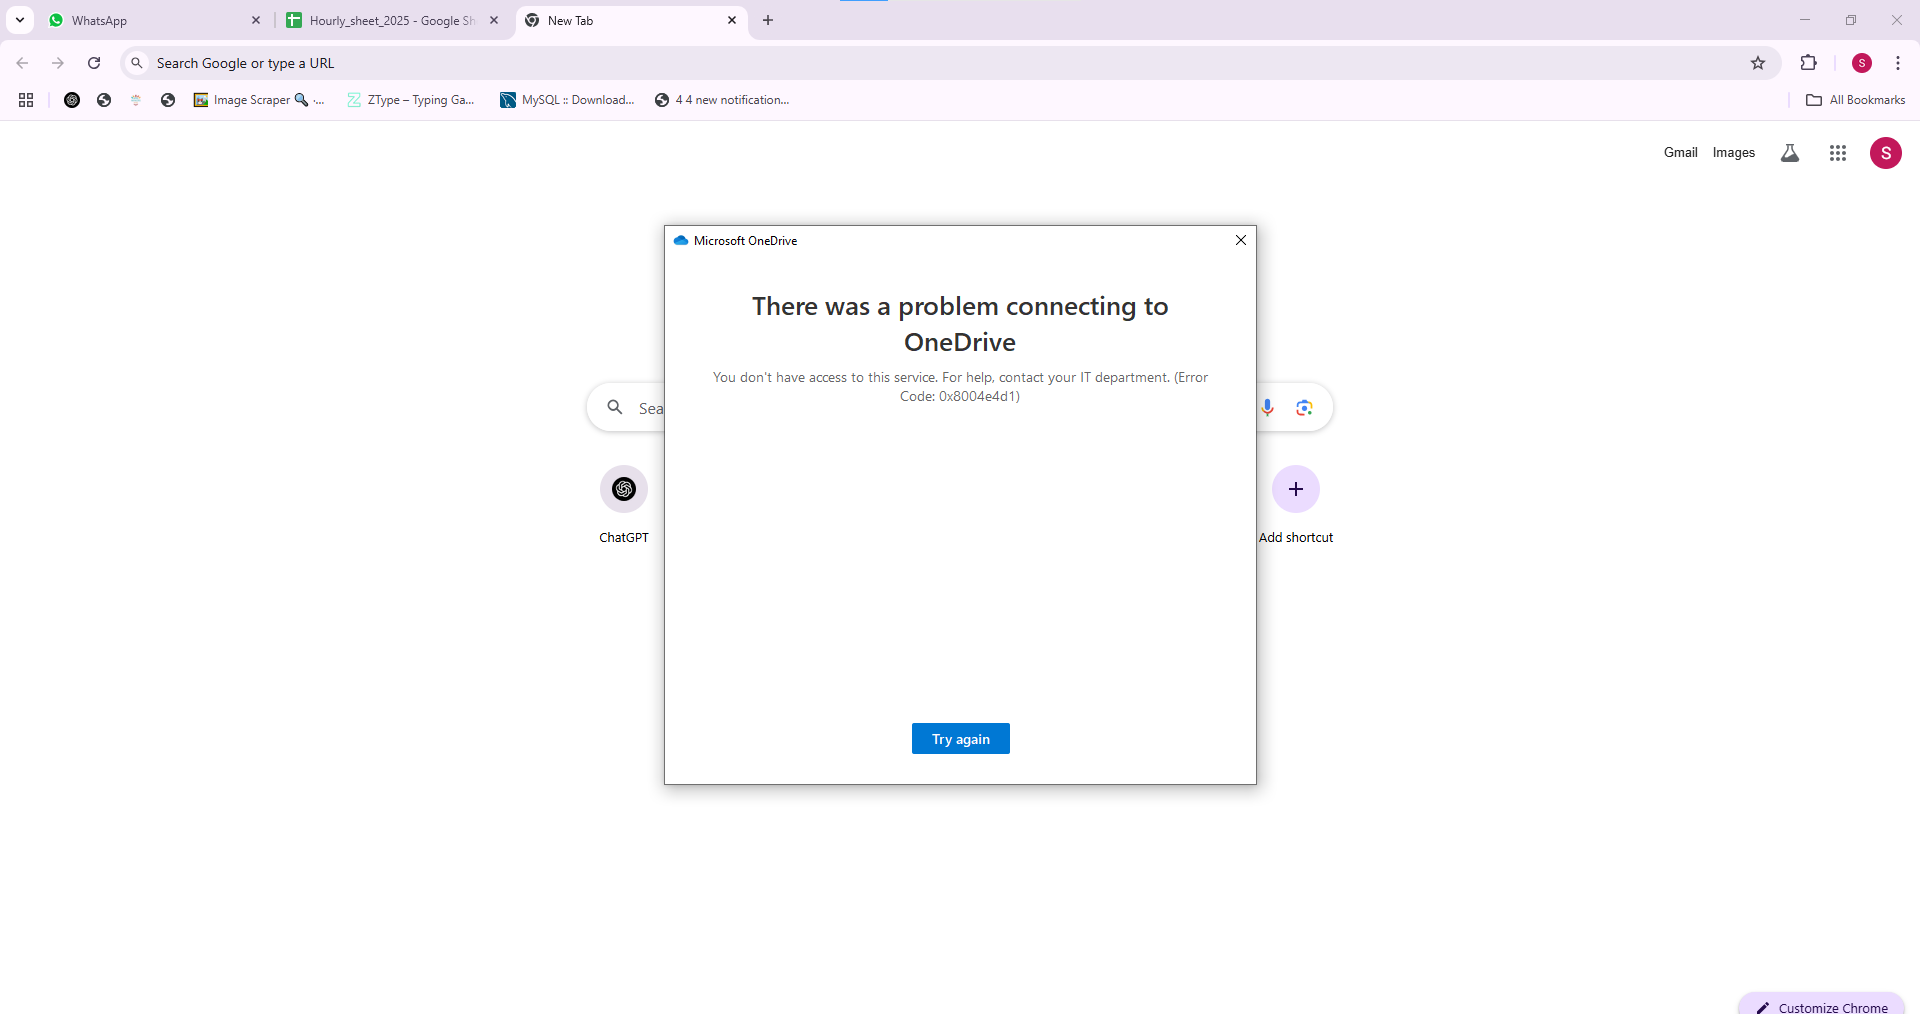 WhatsApp
Hourly_sheet_2025 - Google Sh
New Tab
Search Google or type a URL
S
Image Scraper 🔍 ·...
ZType – Typing Ga...
MySQL :: Download...
4 4 new notification...
All Bookmarks
Gmail
Images
S
Microsoft OneDrive
There was a problem connecting to
OneDrive
You don't have access to this service. For help, contact your IT department. (Error
Code: 0x8004e4d1)
Sea
ChatGPT
Add shortcut
Try again
Customize Chrome